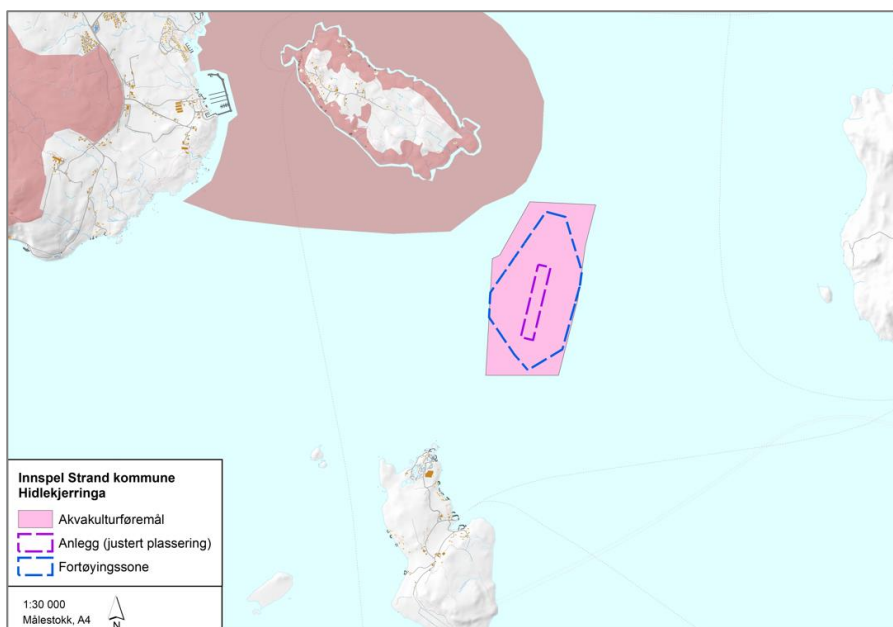 Innspel Strand kommune
Hidlekjerringa
Akvakulturføremål
Anlegg (justert plassering)
Fortøyingssone
1:30 000
Målestokk, A4
N